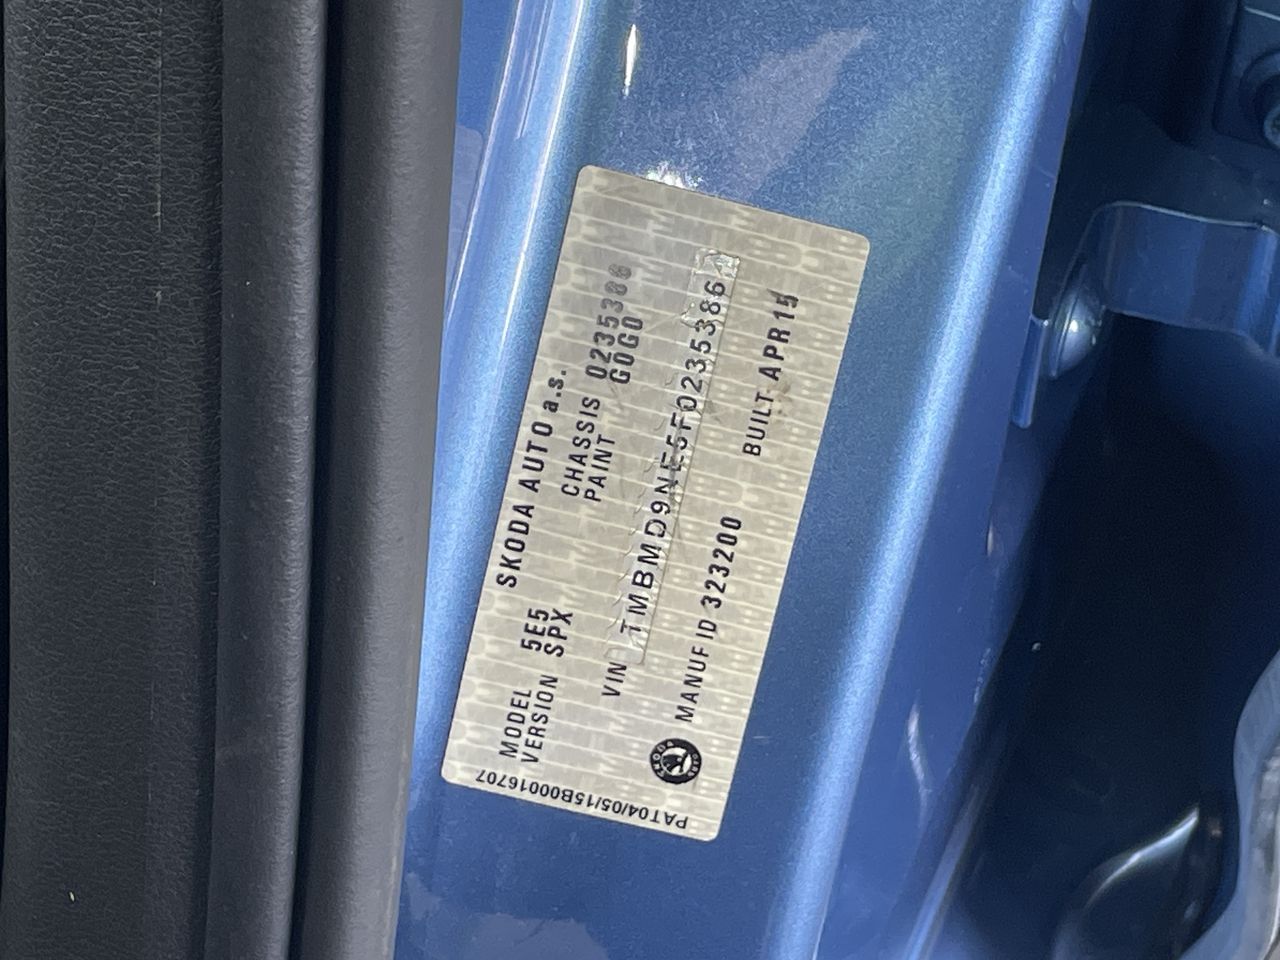 SKODA AUTO a.s.
MODEL 5E5 CHASSIS 0235386
VERSION SPX PAINT G0G0
VIN TMBMD9NE5F0235386
MANUF ID 323200 BUILT APR15
PAT04/05/15B00016707